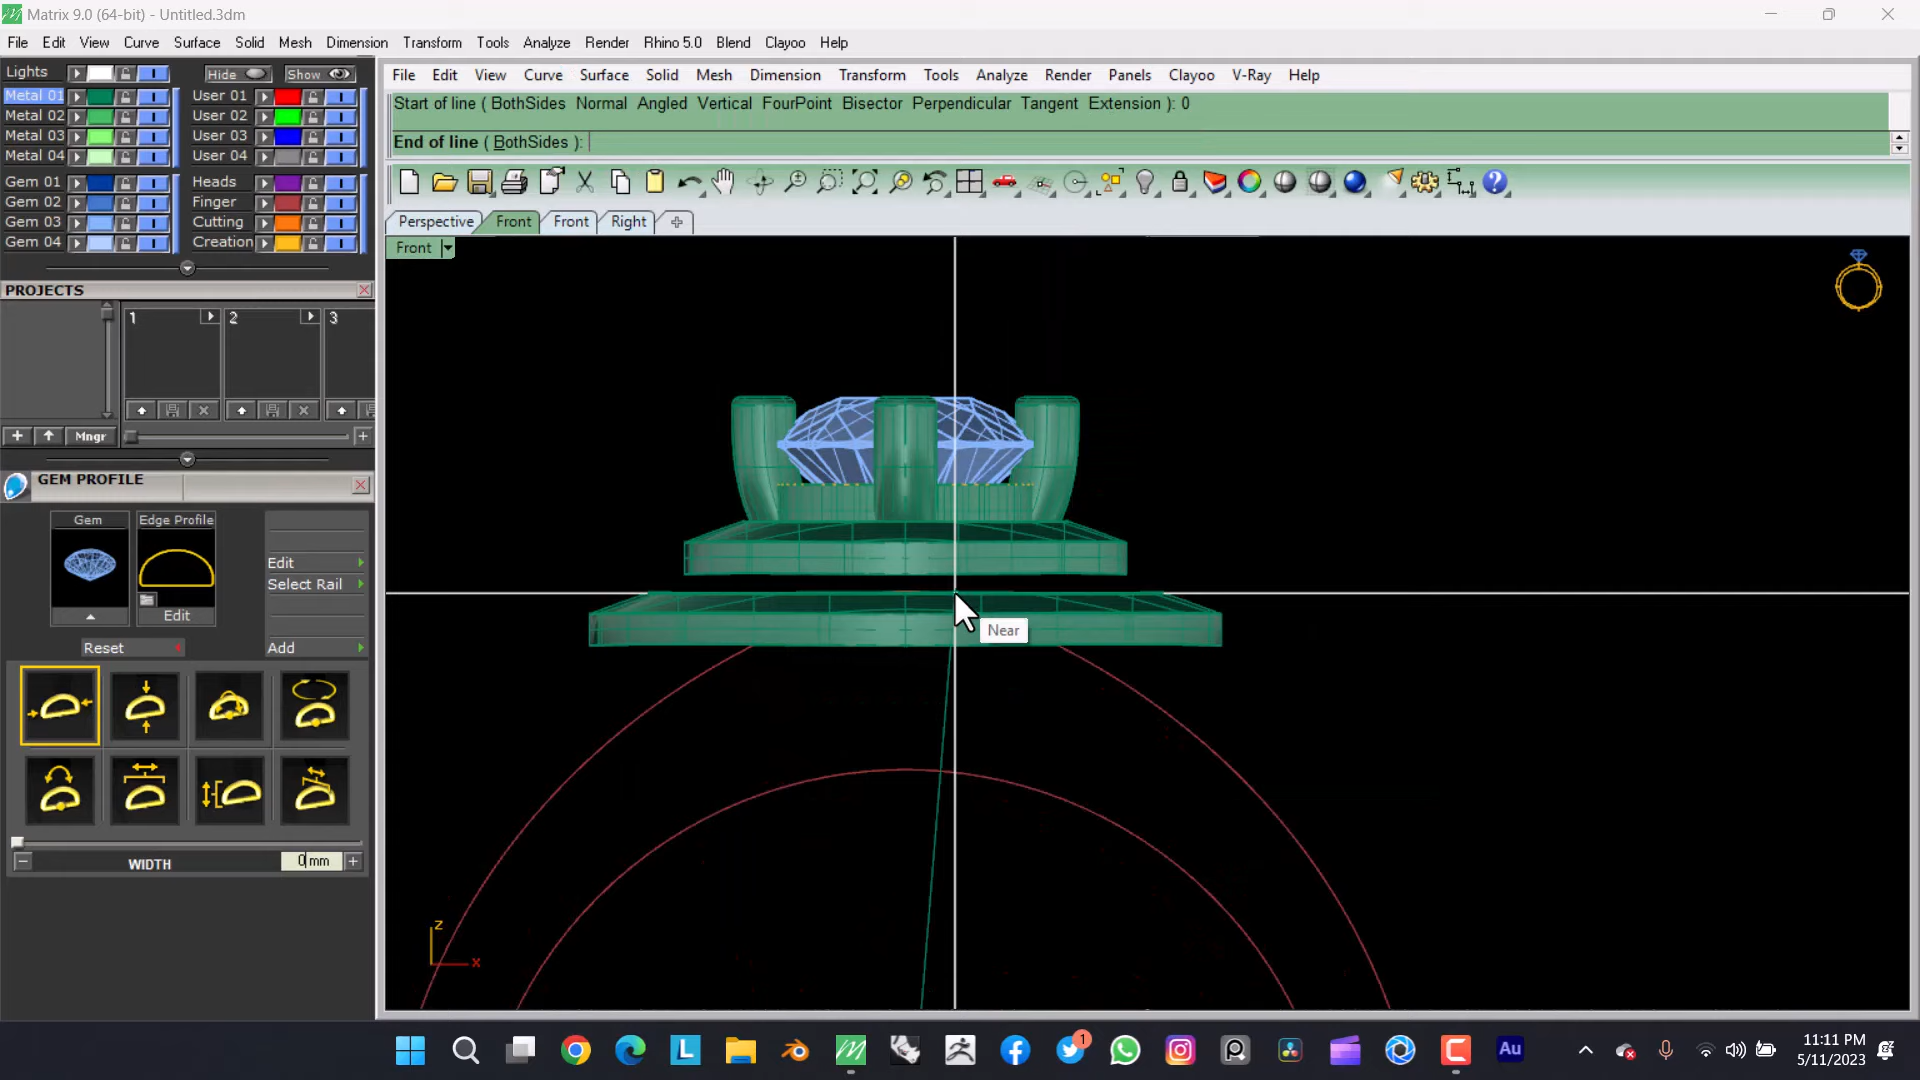 Matrix 9.0 (64-bit) - Untitled.3dm
File Edit View Curve Surface Solid Mesh Dimension Transform Tools Analyze Render Rhino 5.0 Blend Clayoo Help
Lights Hide Show
Metal 01 User 01
Metal 02 User 02
Metal 03 User 03
Metal 04 User 04
Gem 01 Heads
Gem 02 Finger
Gem 03 Cutting
Gem 04 Creation
PROJECTS
1 2 3
Mngr
GEM PROFILE
Gem Edge Profile
Edit
Select Rail
Edit
Reset Add
WIDTH 0 mm
File Edit View Curve Surface Solid Mesh Dimension Transform Tools Analyze Render Panels Clayoo V-Ray Help
Start of line ( BothSides Normal Angled Vertical FourPoint Bisector Perpendicular Tangent Extension ): 0
End of line ( BothSides ):
Perspective Front Front Right
Front
Near
z
x
L
1
Au
11:11 PM
5/11/2023